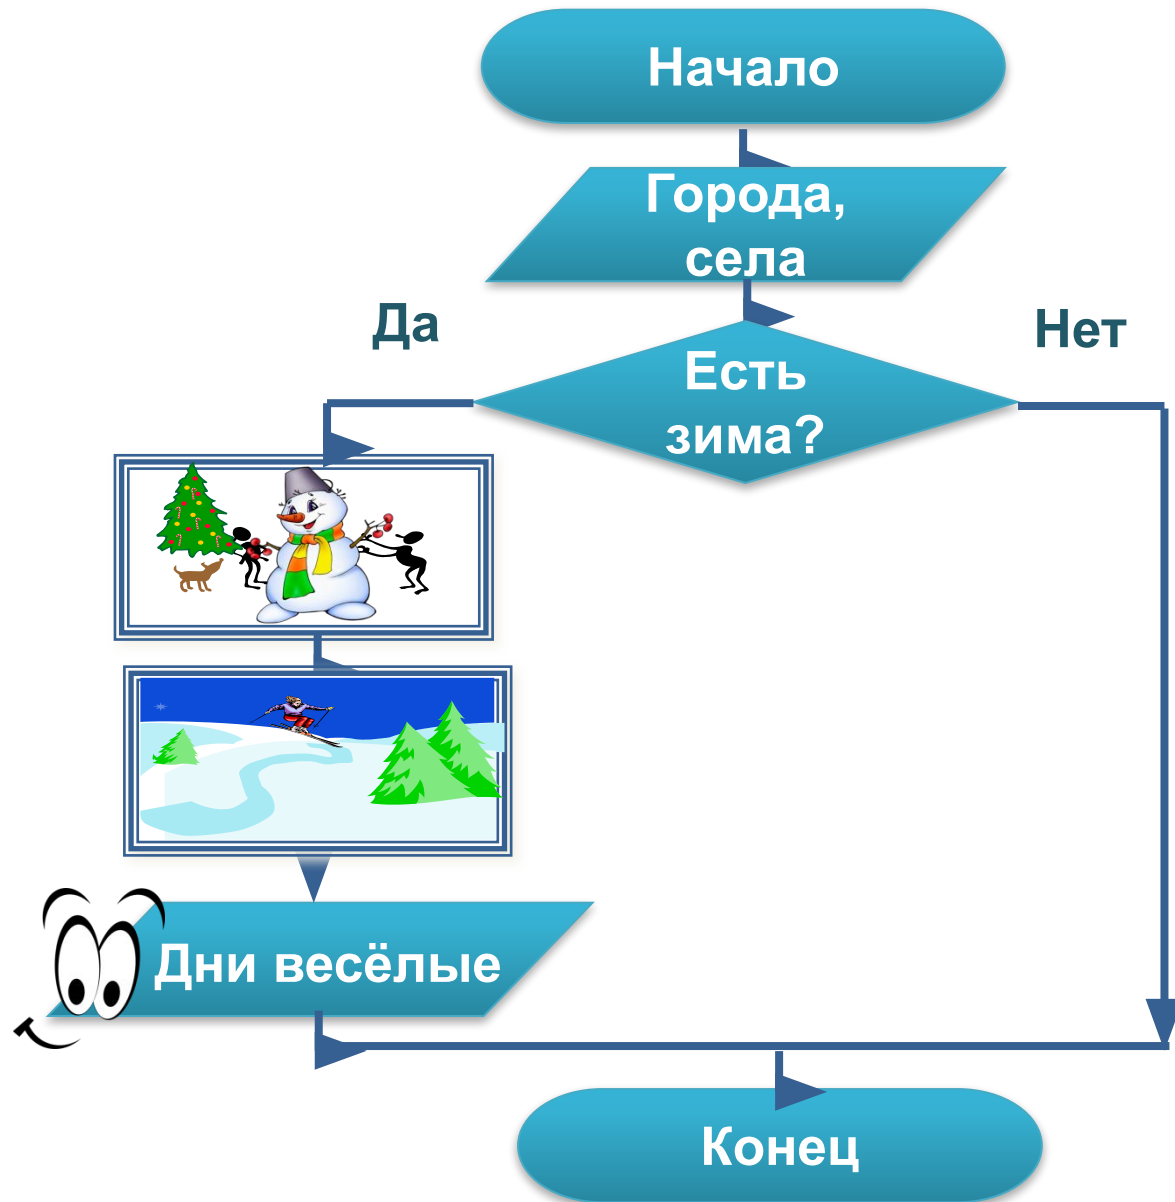 Начало
Города,
села
Да
Нет
Есть
зима?
Дни весёлые
Конец